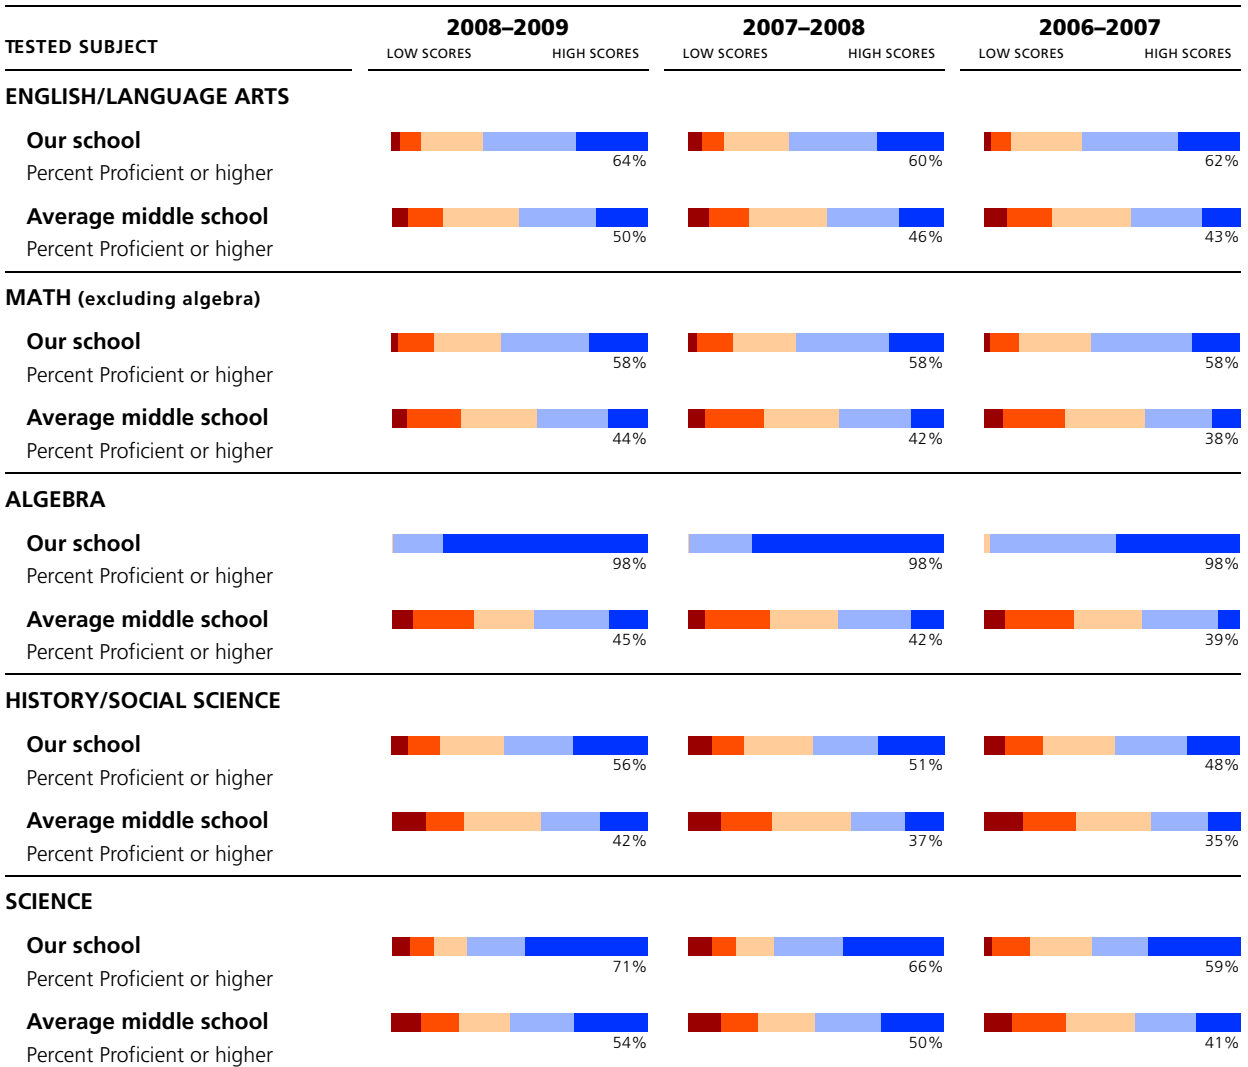 2008–2009 2007–2008 2006–2007
TESTED SUBJECT LOW SCORES HIGH SCORES LOW SCORES HIGH SCORES LOW SCORES HIGH SCORES
ENGLISH/LANGUAGE ARTS
Our school
64% 60% 62%
Percent Proficient or higher
Average middle school
50% 46% 43%
Percent Proficient or higher
MATH (excluding algebra)
Our school
58% 58% 58%
Percent Proficient or higher
Average middle school
44% 42% 38%
Percent Proficient or higher
ALGEBRA
Our school
98% 98% 98%
Percent Proficient or higher
Average middle school
45% 42% 39%
Percent Proficient or higher
HISTORY/SOCIAL SCIENCE
Our school
56% 51% 48%
Percent Proficient or higher
Average middle school
42% 37% 35%
Percent Proficient or higher
SCIENCE
Our school
71% 66% 59%
Percent Proficient or higher
Average middle school
54% 50% 41%
Percent Proficient or higher